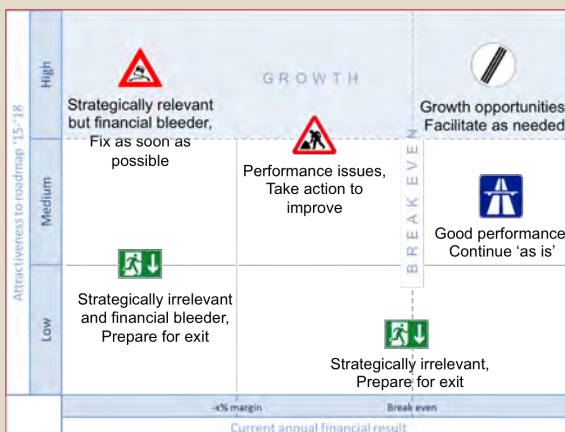 Attractiveness to roadmap '15-'18
High
Medium
Low
GROWTH
Strategically relevant
but financial bleeder,
Fix as soon as
possible
Growth opportunities
Facilitate as needed
Performance issues,
Take action to
improve
BREAK EVEN
Good performance
Continue ‘as is’
Strategically irrelevant
and financial bleeder,
Prepare for exit
Strategically irrelevant,
Prepare for exit
-x% margin
Break even
Current annual financial result